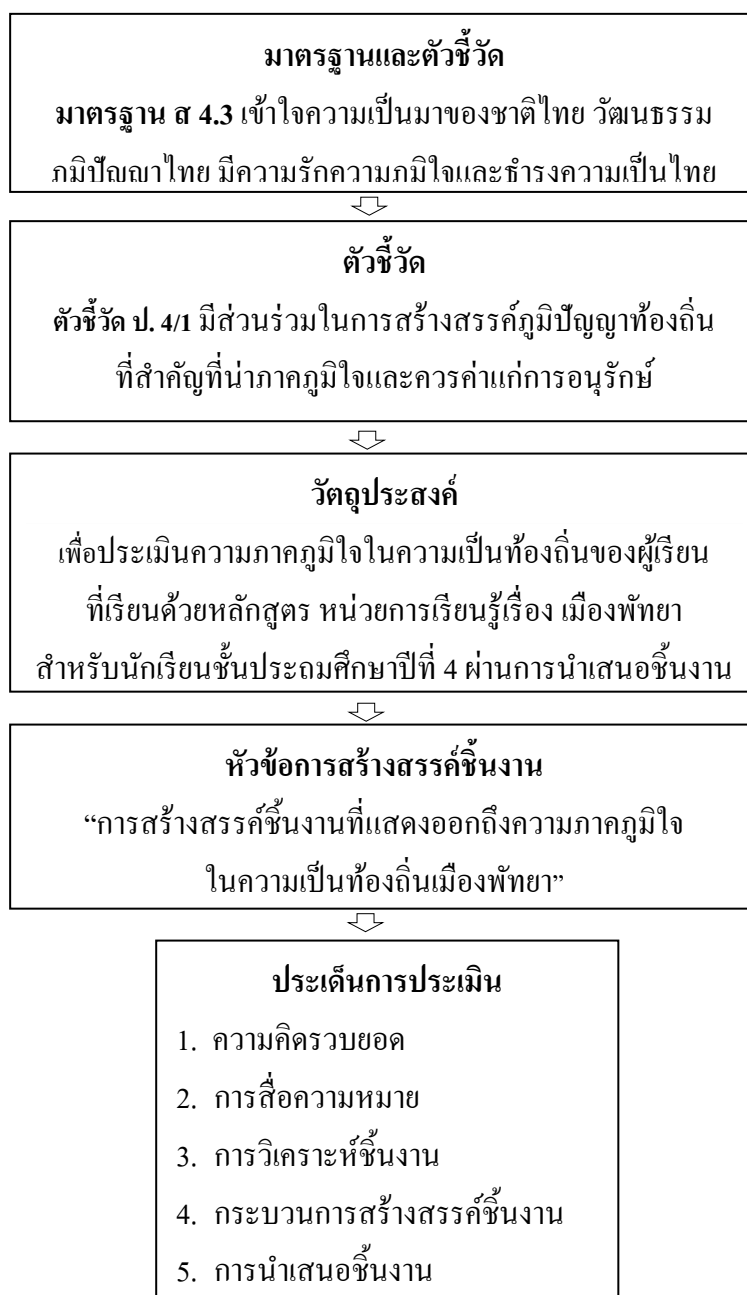 มาตรฐานและตัวชี้วัด
มาตรฐาน ส 4.3 เข้าใจความเป็นมาของชาติไทย วัฒนธรรม
ภูมิปัญญาไทย มีความรักความภูมิใจและธำรงความเป็นไทย
ตัวชี้วัด
ตัวชี้วัด ป. 4/1 มีส่วนร่วมในการสร้างสรรค์ภูมิปัญญาท้องถิ่น
ที่สำคัญที่น่าภาคภูมิใจและควรค่าแก่การอนุรักษ์
วัตถุประสงค์
เพื่อประเมินความภาคภูมิใจในความเป็นท้องถิ่นของผู้เรียน
ที่เรียนด้วยหลักสูตร หน่วยการเรียนรู้เรื่อง เมืองพัทยา
สำหรับนักเรียนชั้นประถมศึกษาปีที่ 4 ผ่านการนำเสนอชิ้นงาน
หัวข้อการสร้างสรรค์ชิ้นงาน
“การสร้างสรรค์ชิ้นงานที่แสดงออกถึงความภาคภูมิใจ
ในความเป็นท้องถิ่นเมืองพัทยา”
ประเด็นการประเมิน
1. ความคิดรวบยอด
2. การสื่อความหมาย
3. การวิเคราะห์ชิ้นงาน
4. กระบวนการสร้างสรรค์ชิ้นงาน
5. การนำเสนอชิ้นงาน